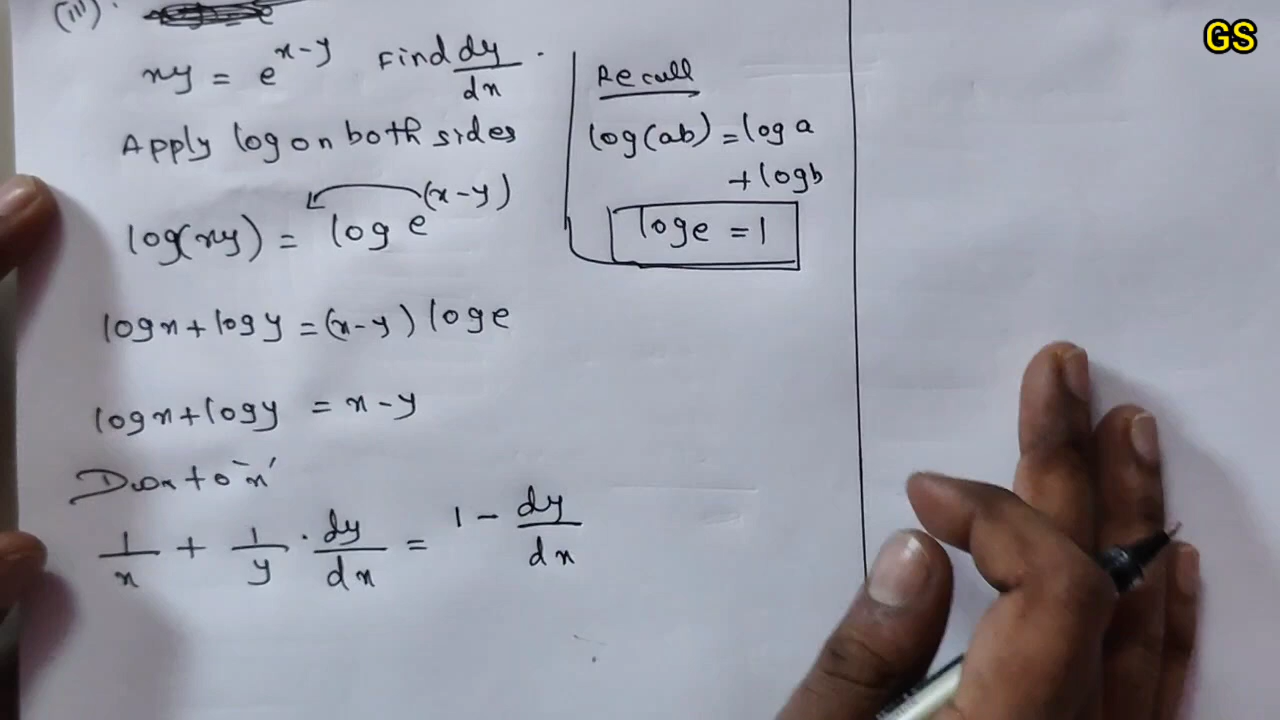 (iii).
xy = e^{x-y} Find dy/dx .
Apply log on both sides
log(xy) = log e^{(x-y)}
log x + log y = (x-y) log e
log x + log y = x - y
D w r to 'x'
1/x + 1/y · dy/dx = 1 - dy/dx
Recall
log(ab) = log a
+ log b
log e = 1
GS